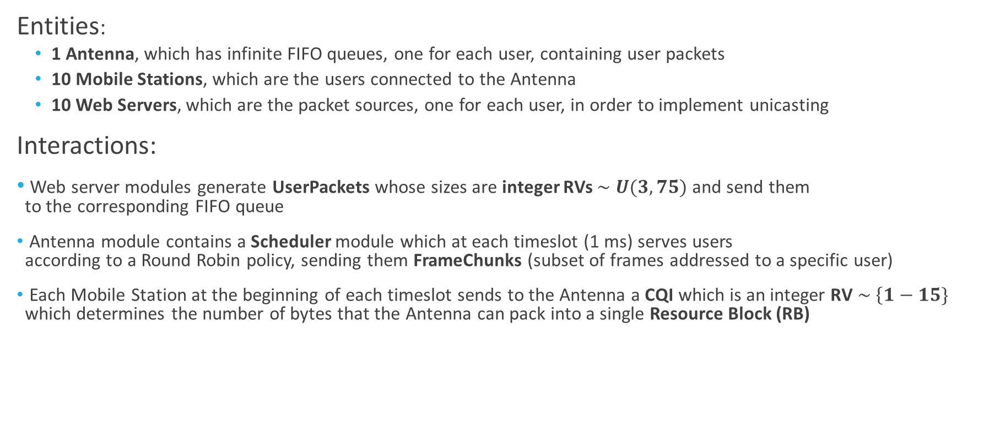 Entities:
• 1 Antenna, which has infinite FIFO queues, one for each user, containing user packets
• 10 Mobile Stations, which are the users connected to the Antenna
• 10 Web Servers, which are the packet sources, one for each user, in order to implement unicasting
Interactions:
• Web server modules generate UserPackets whose sizes are integer RVs ~ U(3, 75) and send them
to the corresponding FIFO queue
• Antenna module contains a Scheduler module which at each timeslot (1 ms) serves users
according to a Round Robin policy, sending them FrameChunks (subset of frames addressed to a specific user)
• Each Mobile Station at the beginning of each timeslot sends to the Antenna a CQI which is an integer RV ~ {1 − 15}
which determines the number of bytes that the Antenna can pack into a single Resource Block (RB)